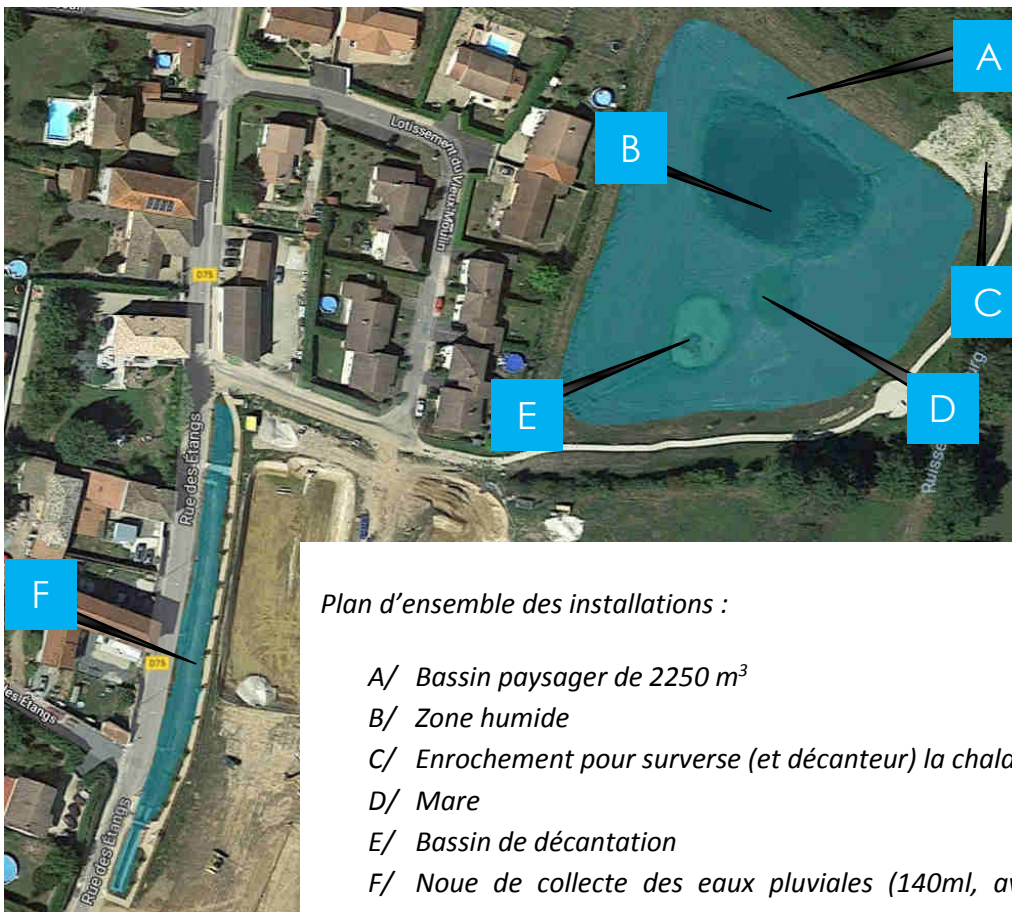 A
Lotissement du Vieux Moulin
B
D75
C
E
D
Rue des Étangs
F
D75
es Étangs
Rue des Étangs
Plan d’ensemble des installations :
A/ Bassin paysager de 2250 m³
B/ Zone humide
C/ Enrochement pour surverse (et décanteur) la chala
D/ Mare
E/ Bassin de décantation
F/ Noue de collecte des eaux pluviales (140ml, av